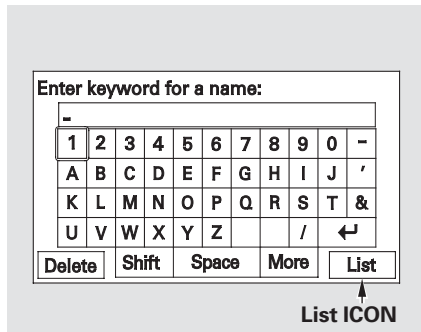 Enter keyword for a name:
-
1 2 3 4 5 6 7 8 9 0 -
A B C D E F G H I J '
K L M N O P Q R S T &
U V W X Y Z / ↵
Delete Shift Space More List
List ICON